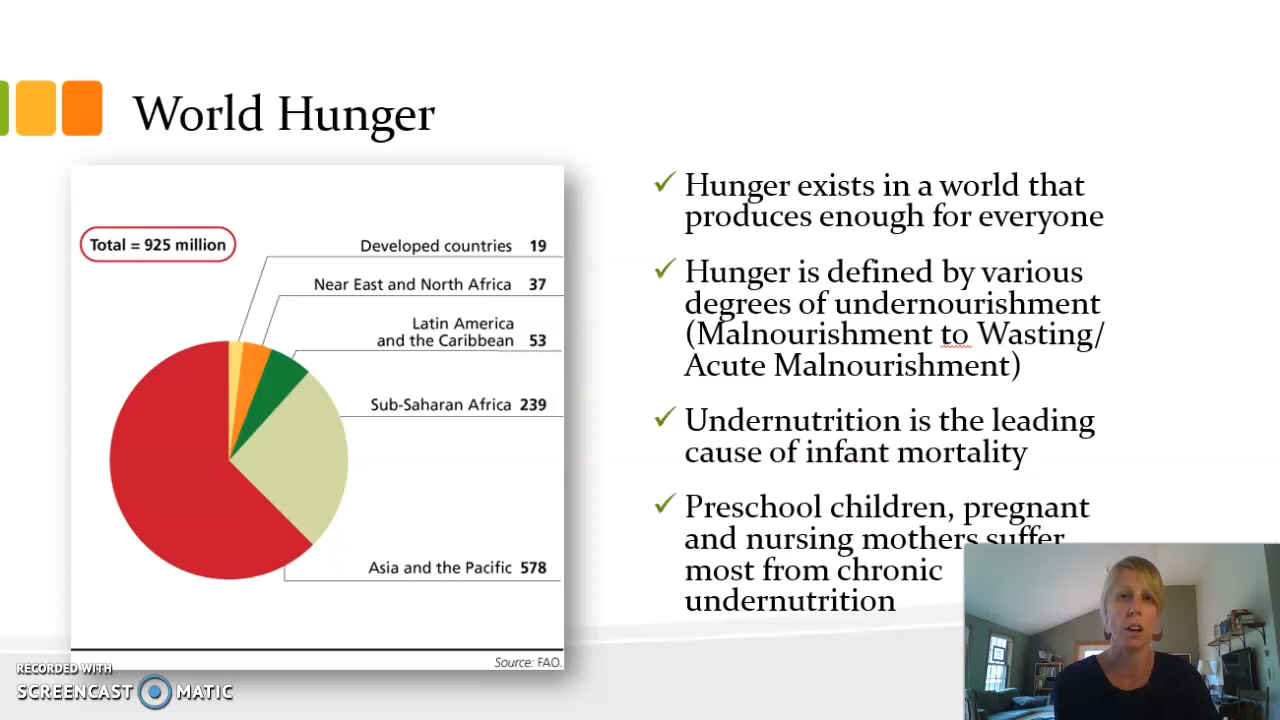 World Hunger
Total = 925 million
Developed countries 19
Near East and North Africa 37
Latin America
and the Caribbean 53
Sub-Saharan Africa 239
Asia and the Pacific 578
Source: FAO.
Hunger exists in a world that
produces enough for everyone
Hunger is defined by various
degrees of undernourishment
(Malnourishment to Wasting/
Acute Malnourishment)
Undernutrition is the leading
cause of infant mortality
Preschool children, pregnant
and nursing mothers suffer
most from chronic
undernutrition
RECORDED WITH
SCREENCAST MATIC